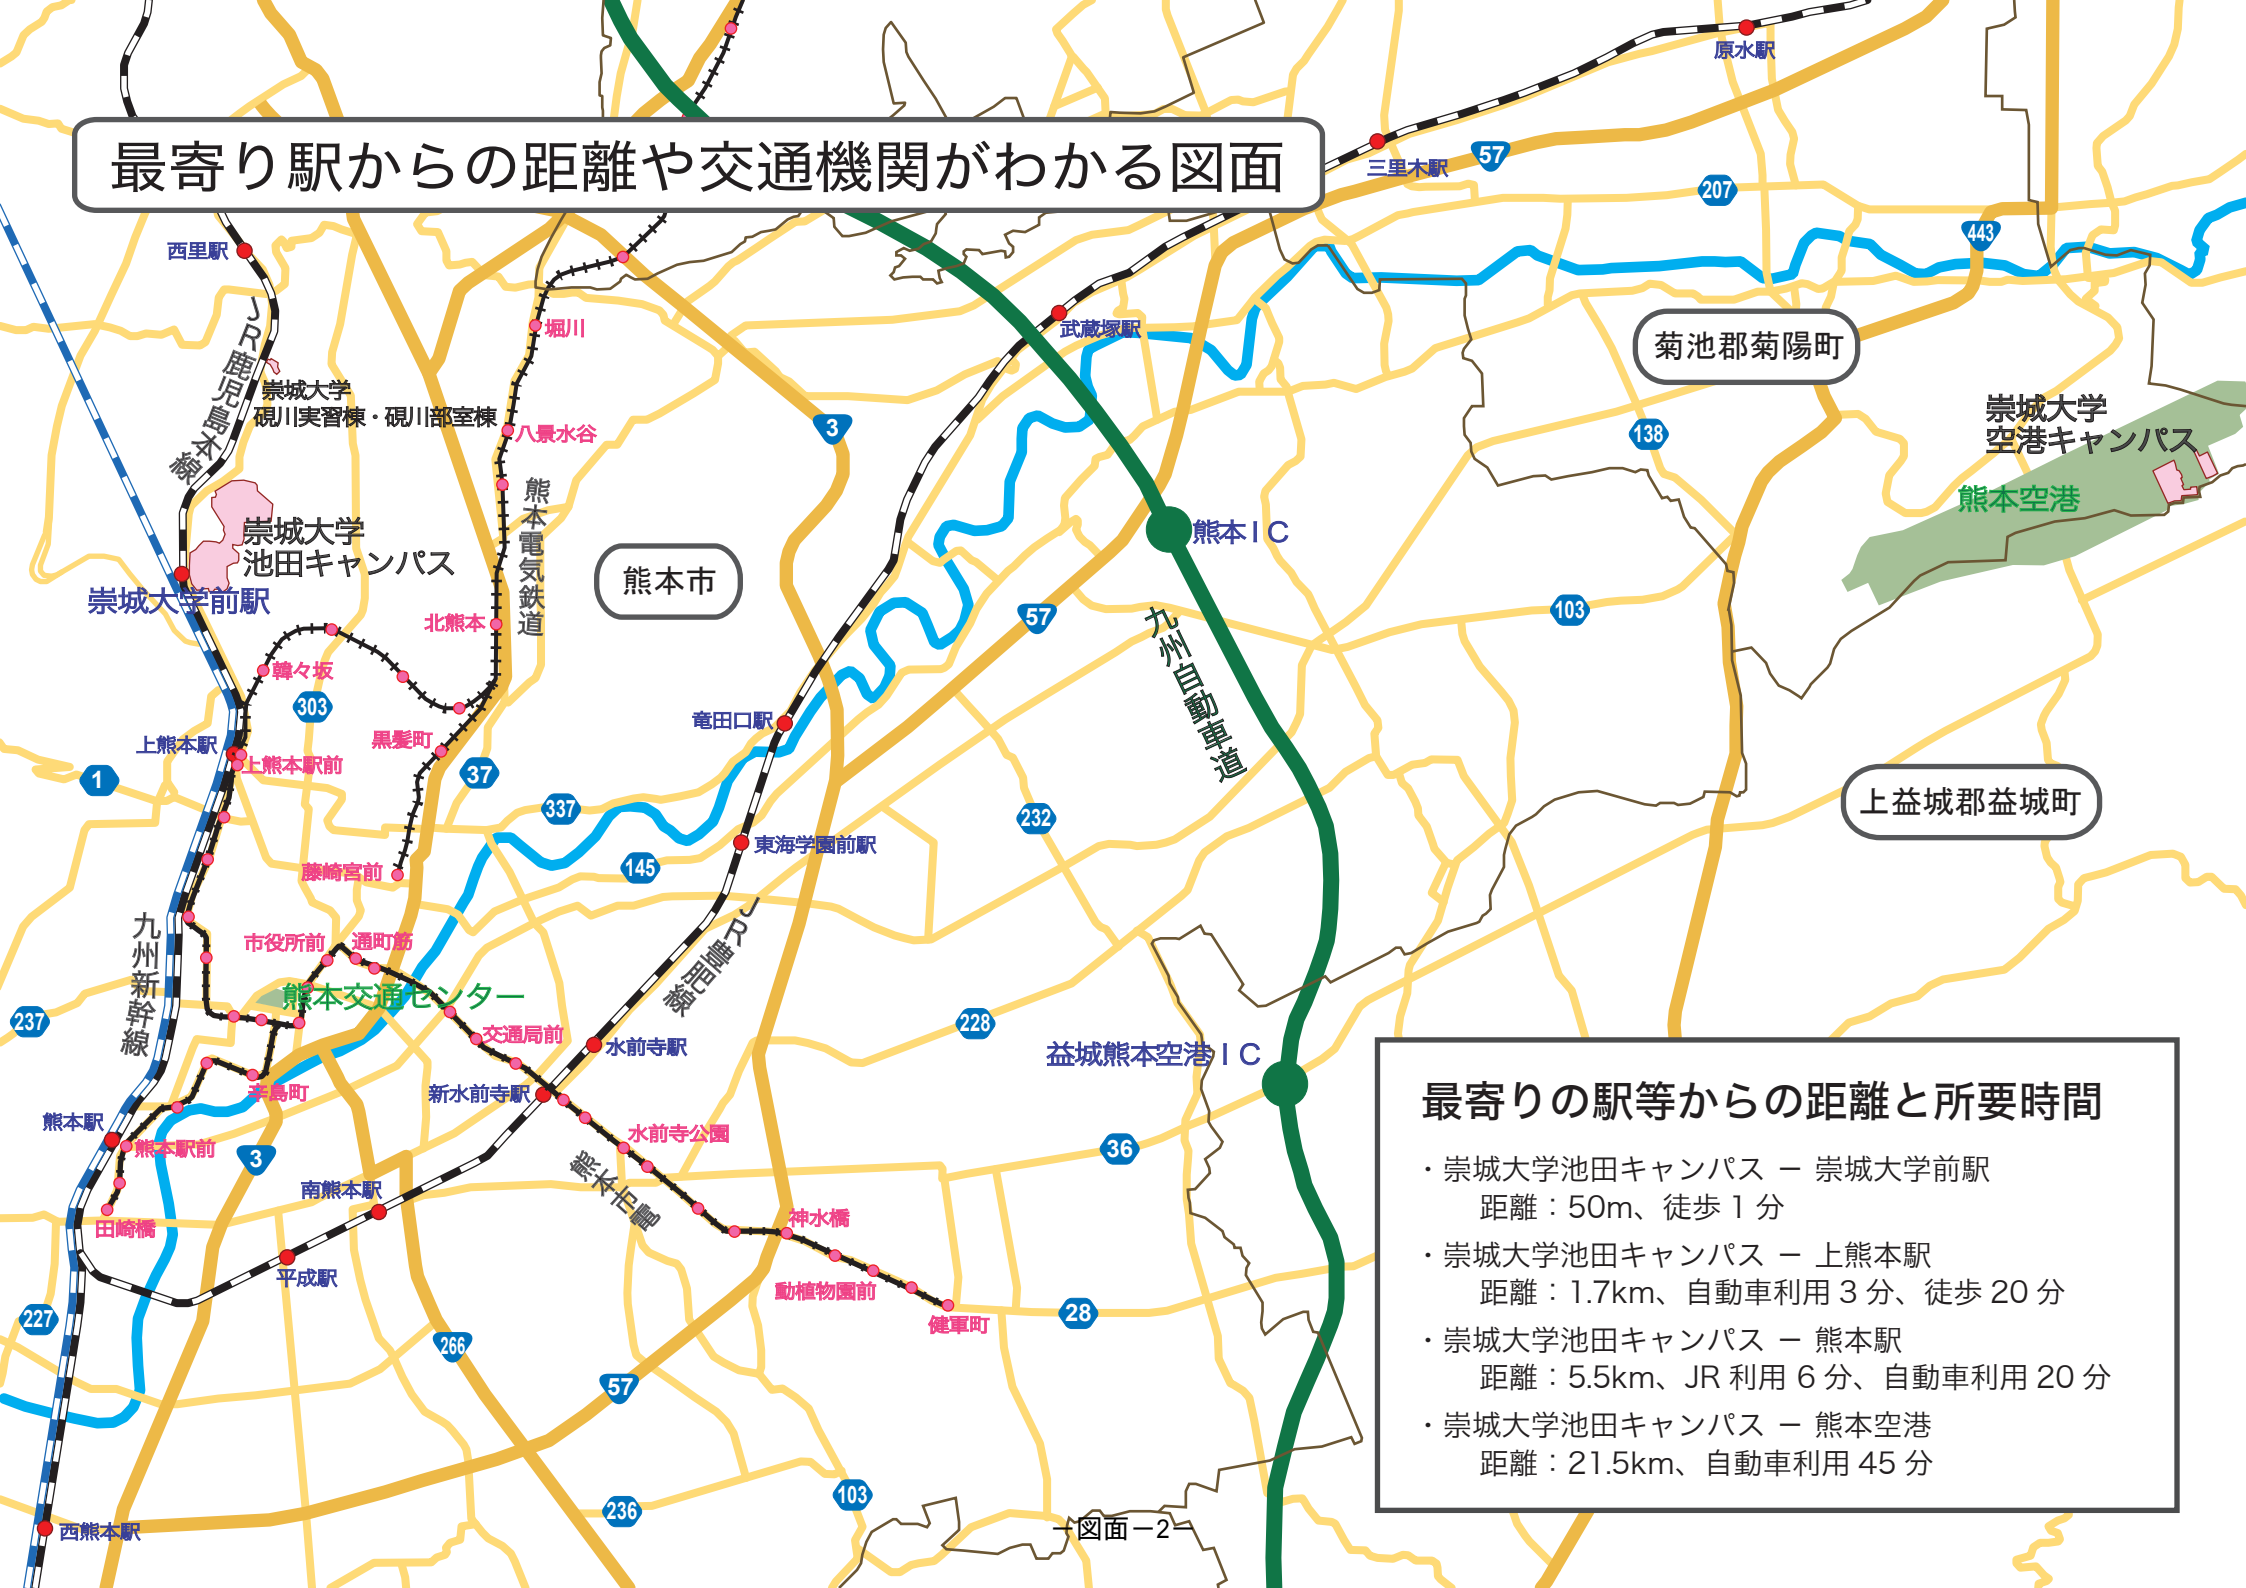 最寄り駅からの距離や交通機関がわかる図面
原水駅
三里木駅
57
207
443
西里駅
JR鹿児島本線
堀川
武蔵塚駅
菊池郡菊陽町
崇城大学
硯川実習棟・硯川部室棟
八景水谷
3
138
崇城大学
空港キャンパス
熊本空港
熊本電気鉄道
崇城大学
池田キャンパス
熊本IC
熊本市
崇城大学前駅
北熊本
57
103
九州自動車道
韓々坂
303
竜田口駅
黒髪町
上熊本駅
上熊本駅前
1
37
337
232
上益城郡益城町
145
東海学園前駅
藤崎宮前
JR豊肥線
九州新幹線
市役所前
通町筋
熊本交通センター
237
交通局前
水前寺駅
228
益城熊本空港IC
新水前寺駅
辛島町
熊本駅
熊本駅前
3
水前寺公園
36
熊本市電
南熊本駅
田崎橋
神水橋
平成駅
動植物園前
健軍町
28
227
266
57
236
103
西熊本駅
最寄りの駅等からの距離と所要時間
・崇城大学池田キャンパス － 崇城大学前駅
距離：50m、徒歩 1 分
・崇城大学池田キャンパス － 上熊本駅
距離：1.7km、自動車利用 3 分、徒歩 20 分
・崇城大学池田キャンパス － 熊本駅
距離：5.5km、JR 利用 6 分、自動車利用 20 分
・崇城大学池田キャンパス － 熊本空港
距離：21.5km、自動車利用 45 分
－図面－2－